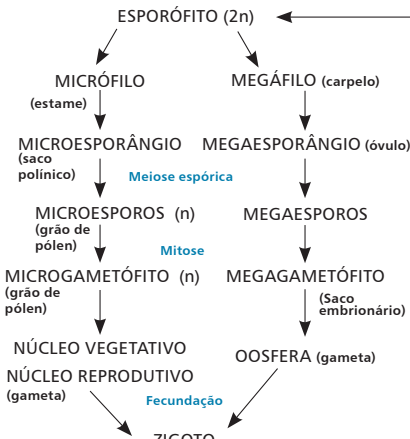 ESPORÓFITO (2n)
MICRÓFILO
(estame)
MEGÁFILO (carpelo)
MICROESPORÂNGIO
(saco
polínico)
MEGAESPORÂNGIO (óvulo)
Meiose espórica
MICROESPOROS (n)
(grão de
pólen)
MEGAESPOROS
Mitose
MICROGAMETÓFITO (n)
(grão de
pólen)
MEGAGAMETÓFITO
(Saco
embrionário)
NÚCLEO VEGETATIVO
NÚCLEO REPRODUTIVO
(gameta)
OOSFERA (gameta)
Fecundação
ZIGOTO